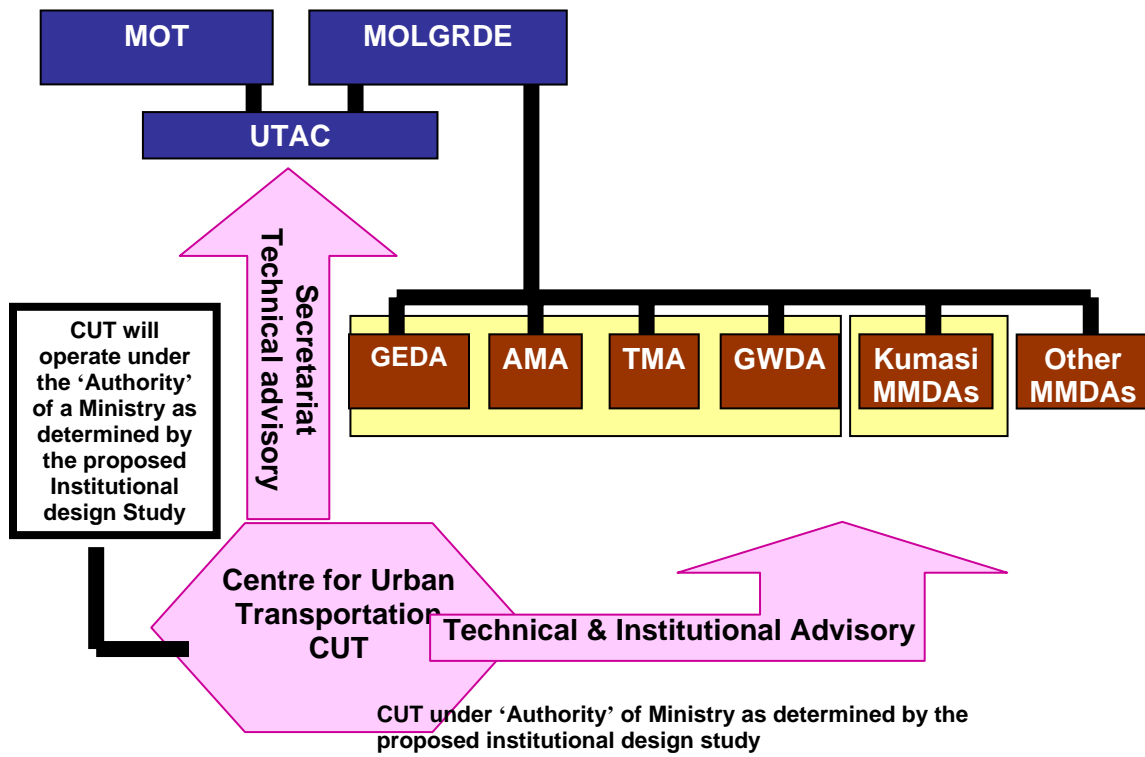 MOT
MOLGRDE
UTAC
Secretariat
Technical advisory
CUT will
operate under
the ‘Authority’
of a Ministry as
determined by
the proposed
Institutional
design Study
GEDA
AMA
TMA
GWDA
Kumasi
MMDAs
Other
MMDAs
Centre for Urban
Transportation
CUT
Technical & Institutional Advisory
CUT under ‘Authority’ of Ministry as determined by the
proposed institutional design study